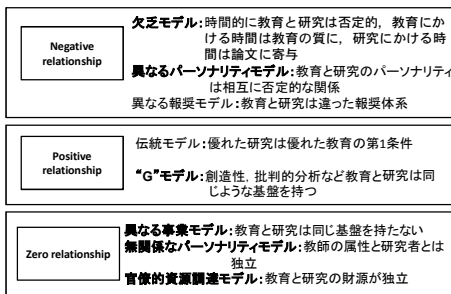 Negative relationship
欠乏モデル：時間的に教育と研究は否定的，教育にか
ける時間は教育の質に，研究にかける時
間は論文に寄与
異なるパーソナリティモデル：教育と研究のパーソナリティ
は相互に否定的な関係
異なる報奨モデル：教育と研究は違った報奨体系
Positive relationship
伝統モデル：優れた研究は優れた教育の第1条件
“G”モデル：創造性，批判的分析など教育と研究は同
じような基盤を持つ
Zero relationship
異なる事業モデル：教育と研究は同じ基盤を持たない
無関係なパーソナリティモデル：教師の属性と研究者とは
独立
官僚的資源調達モデル：教育と研究の財源が独立